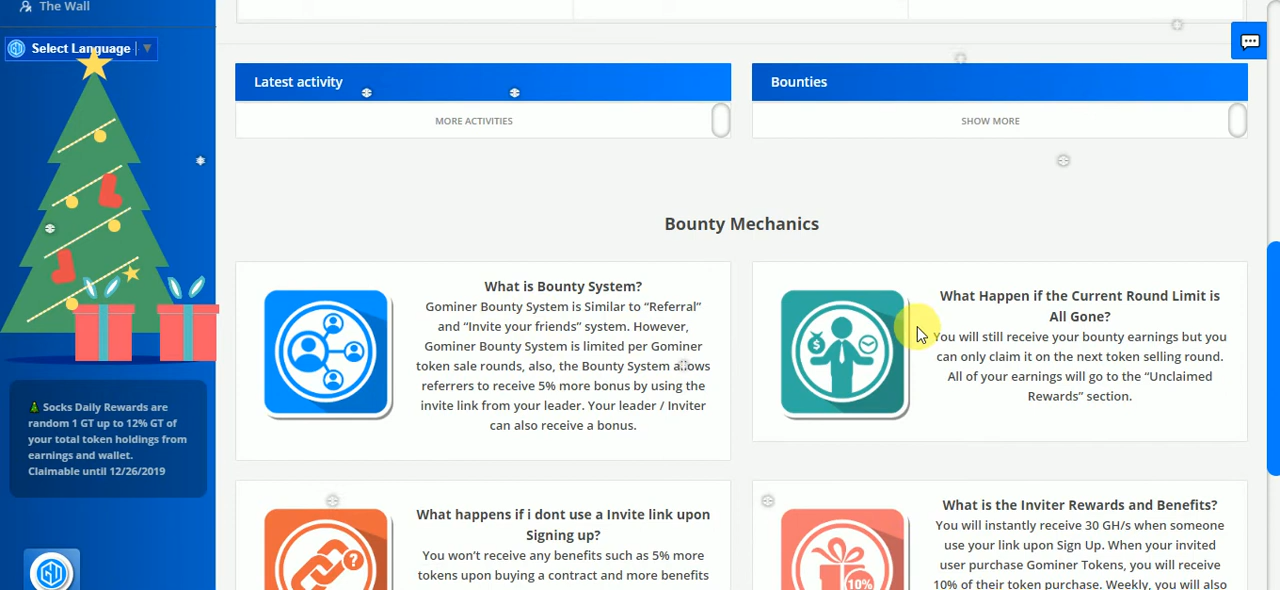 The Wall
Select Language
Latest activity
Bounties
MORE ACTIVITIES
SHOW MORE
Bounty Mechanics
What is Bounty System?
Gominer Bounty System is Similar to “Referral”
and “Invite your friends” system. However,
Gominer Bounty System is limited per Gominer
token sale rounds, also, the Bounty System allows
referrers to receive 5% more bonus by using the
invite link from your leader. Your leader / Inviter
can also receive a bonus.
What Happen if the Current Round Limit is
All Gone?
You will still receive your bounty earnings but you
can only claim it on the next token selling round.
All of your earnings will go to the “Unclaimed
Rewards” section.
Socks Daily Rewards are
random 1 GT up to 12% GT of
your total token holdings from
earnings and wallet.
Claimable until 12/26/2019
What happens if i dont use a Invite link upon
Signing up?
You won’t receive any benefits such as 5% more
tokens upon buying a contract and more benefits
What is the Inviter Rewards and Benefits?
You will instantly receive 30 GH/s when someone
use your link upon Sign Up. When your invited
user purchase Gominer Tokens, you will receive
10% of their token purchase. Weekly, you will also
10%